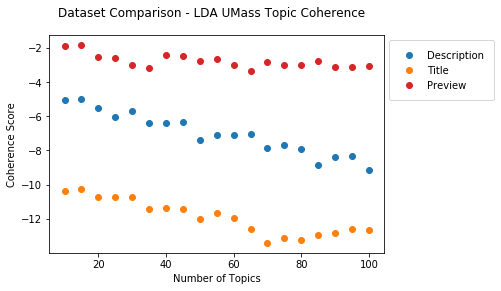 Dataset Comparison - LDA UMass Topic Coherence
−2
−4
−6
−8
−10
−12
Coherence Score
20
40
60
80
100
Number of Topics
Description
Title
Preview